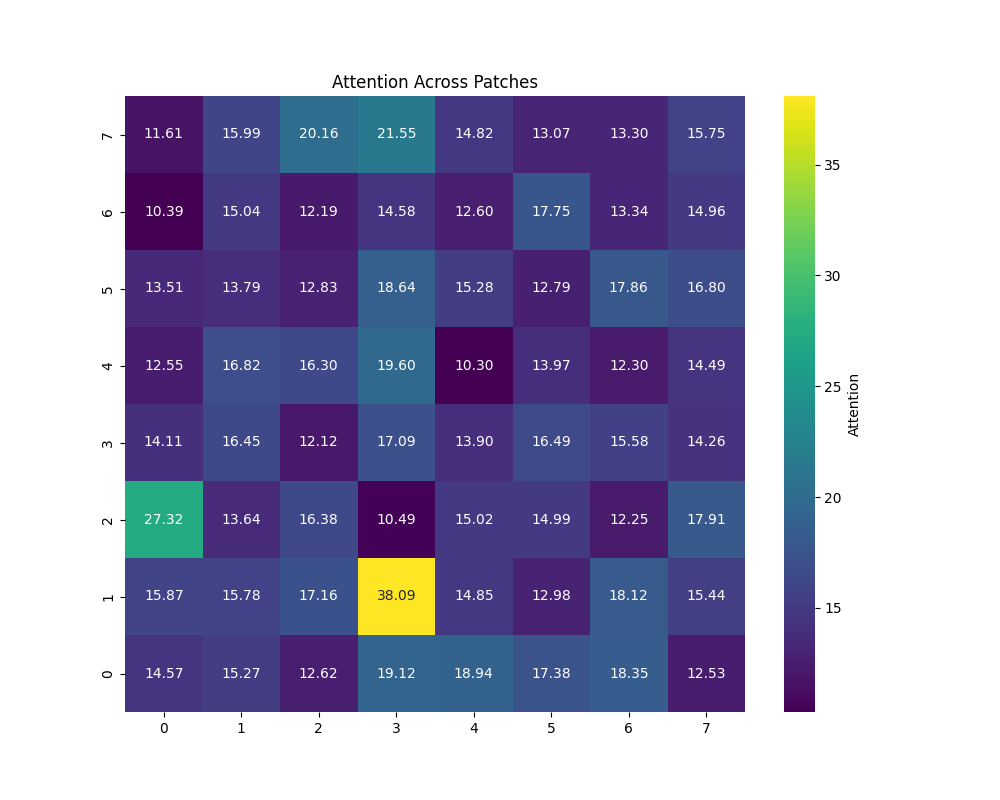 Attention Across Patches
7 11.61 15.99 20.16 21.55 14.82 13.07 13.30 15.75
6 10.39 15.04 12.19 14.58 12.60 17.75 13.34 14.96
5 13.51 13.79 12.83 18.64 15.28 12.79 17.86 16.80
4 12.55 16.82 16.30 19.60 10.30 13.97 12.30 14.49
3 14.11 16.45 12.12 17.09 13.90 16.49 15.58 14.26
2 27.32 13.64 16.38 10.49 15.02 14.99 12.25 17.91
1 15.87 15.78 17.16 38.09 14.85 12.98 18.12 15.44
0 14.57 15.27 12.62 19.12 18.94 17.38 18.35 12.53
0 1 2 3 4 5 6 7
35
30
25
20
15
Attention